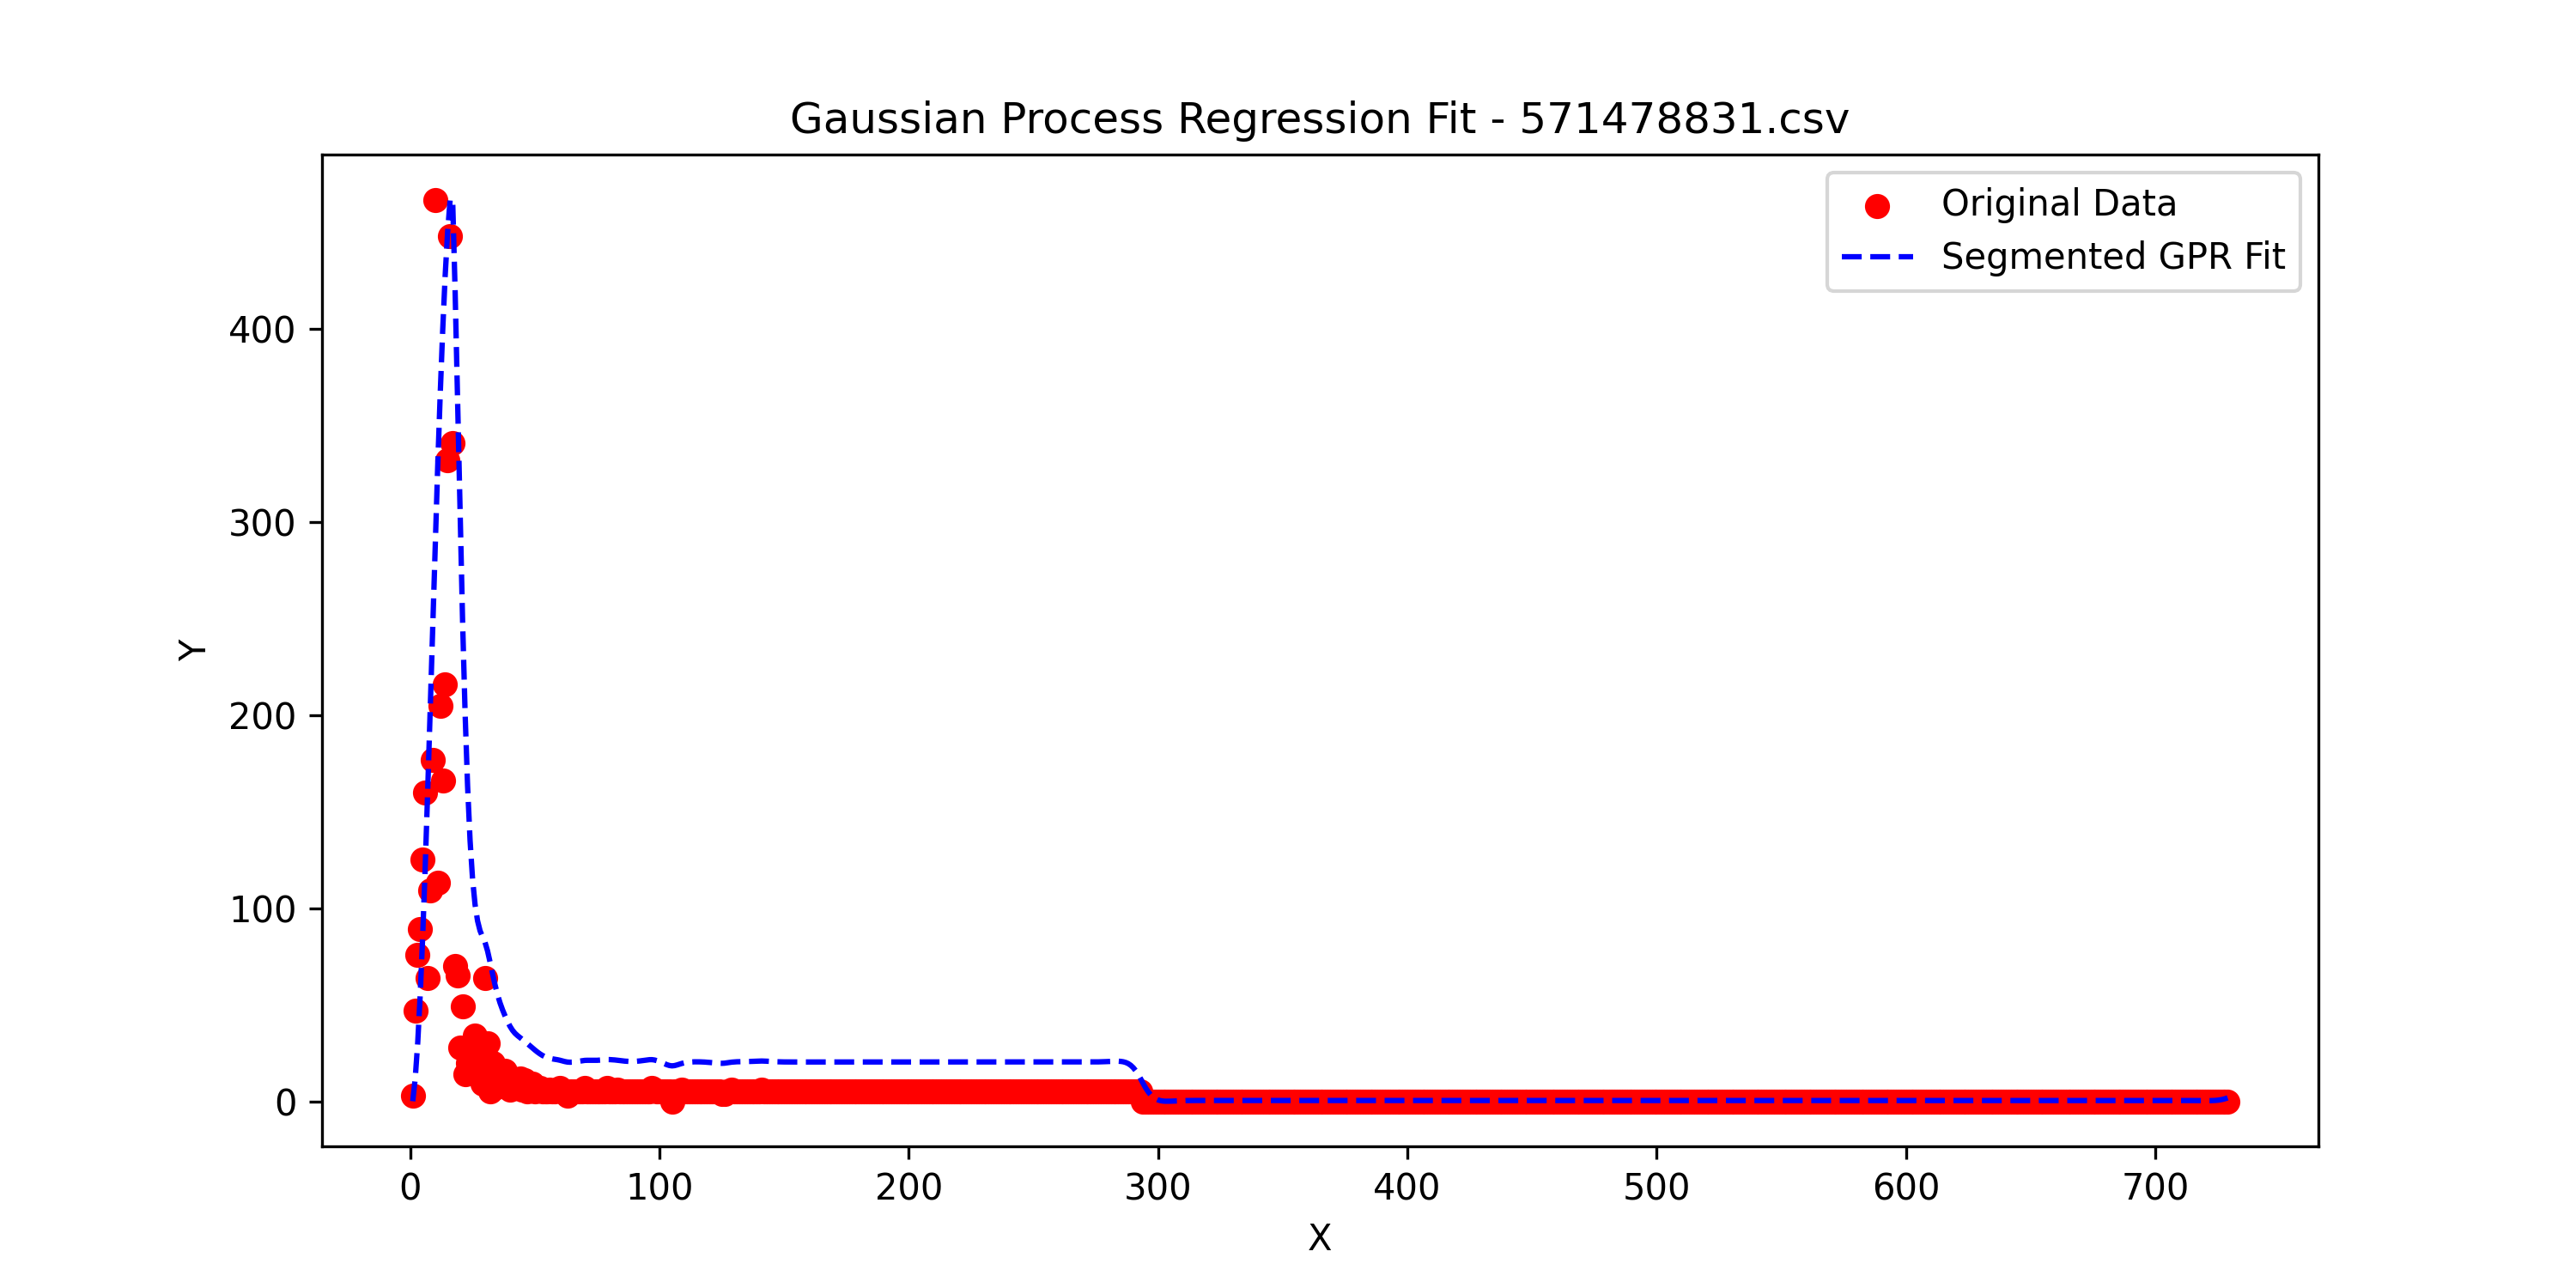 Gaussian Process Regression Fit - 571478831.csv
Original Data
Segmented GPR Fit
Y
400
300
200
100
0
0 100 200 300 400 500 600 700
X